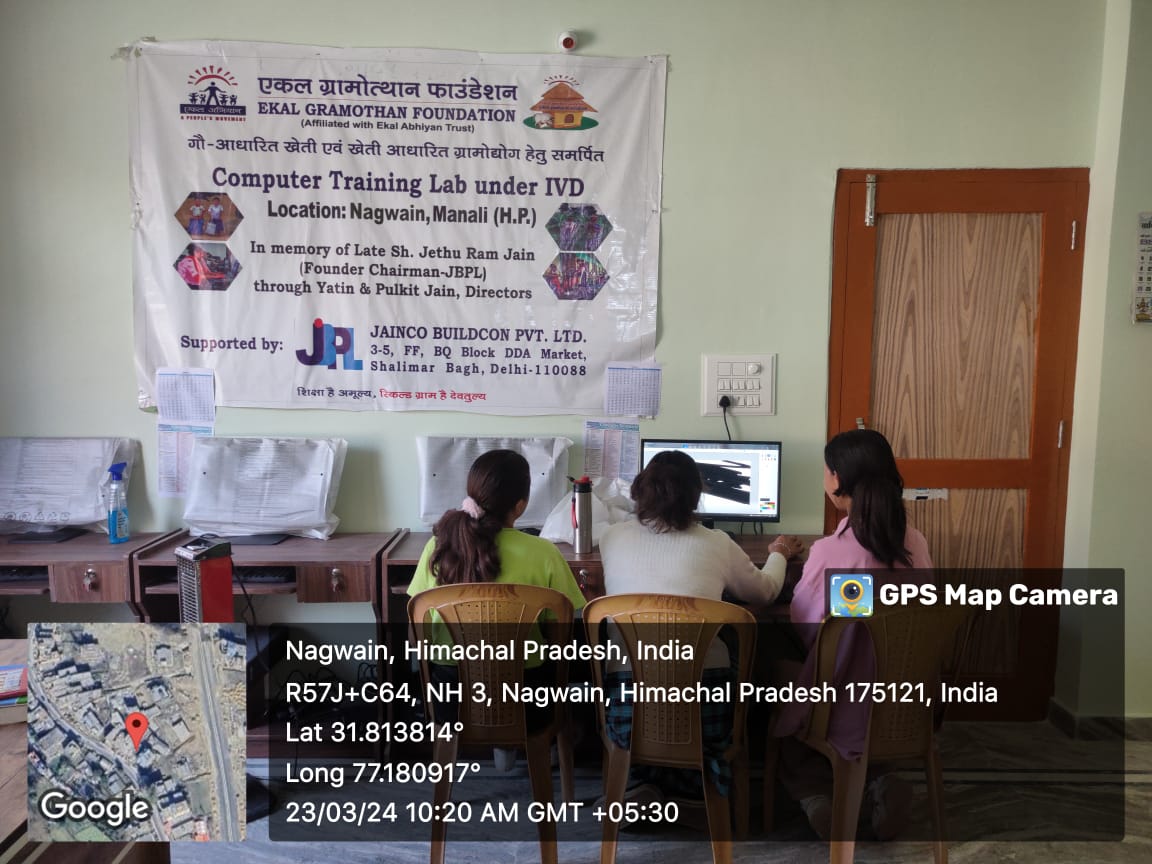 एकल ग्रामोत्थान फाउंडेशन
EKAL GRAMOTHAN FOUNDATION
(Affiliated with Ekal Abhiyan Trust)
एकल अभियान
A PEOPLE'S MOVEMENT
गौ-आधारित खेती एवं खेती आधारित ग्रामोद्योग हेतु समर्पित
Computer Training Lab under IVD
Location: Nagwain, Manali (H.P.)
In memory of Late Sh. Jethu Ram Jain
(Founder Chairman-JBPL)
through Yatin & Pulkit Jain, Directors
Supported by:
JBPL
JAINCO BUILDCON PVT. LTD.
3-5, FF, BQ Block DDA Market,
Shalimar Bagh, Delhi-110088
शिक्षा है अमूल्य, स्किल्ड ग्राम है देवतुल्य
GPS Map Camera
Nagwain, Himachal Pradesh, India
R57J+C64, NH 3, Nagwain, Himachal Pradesh 175121, India
Lat 31.813814°
Long 77.180917°
23/03/24 10:20 AM GMT +05:30
Google